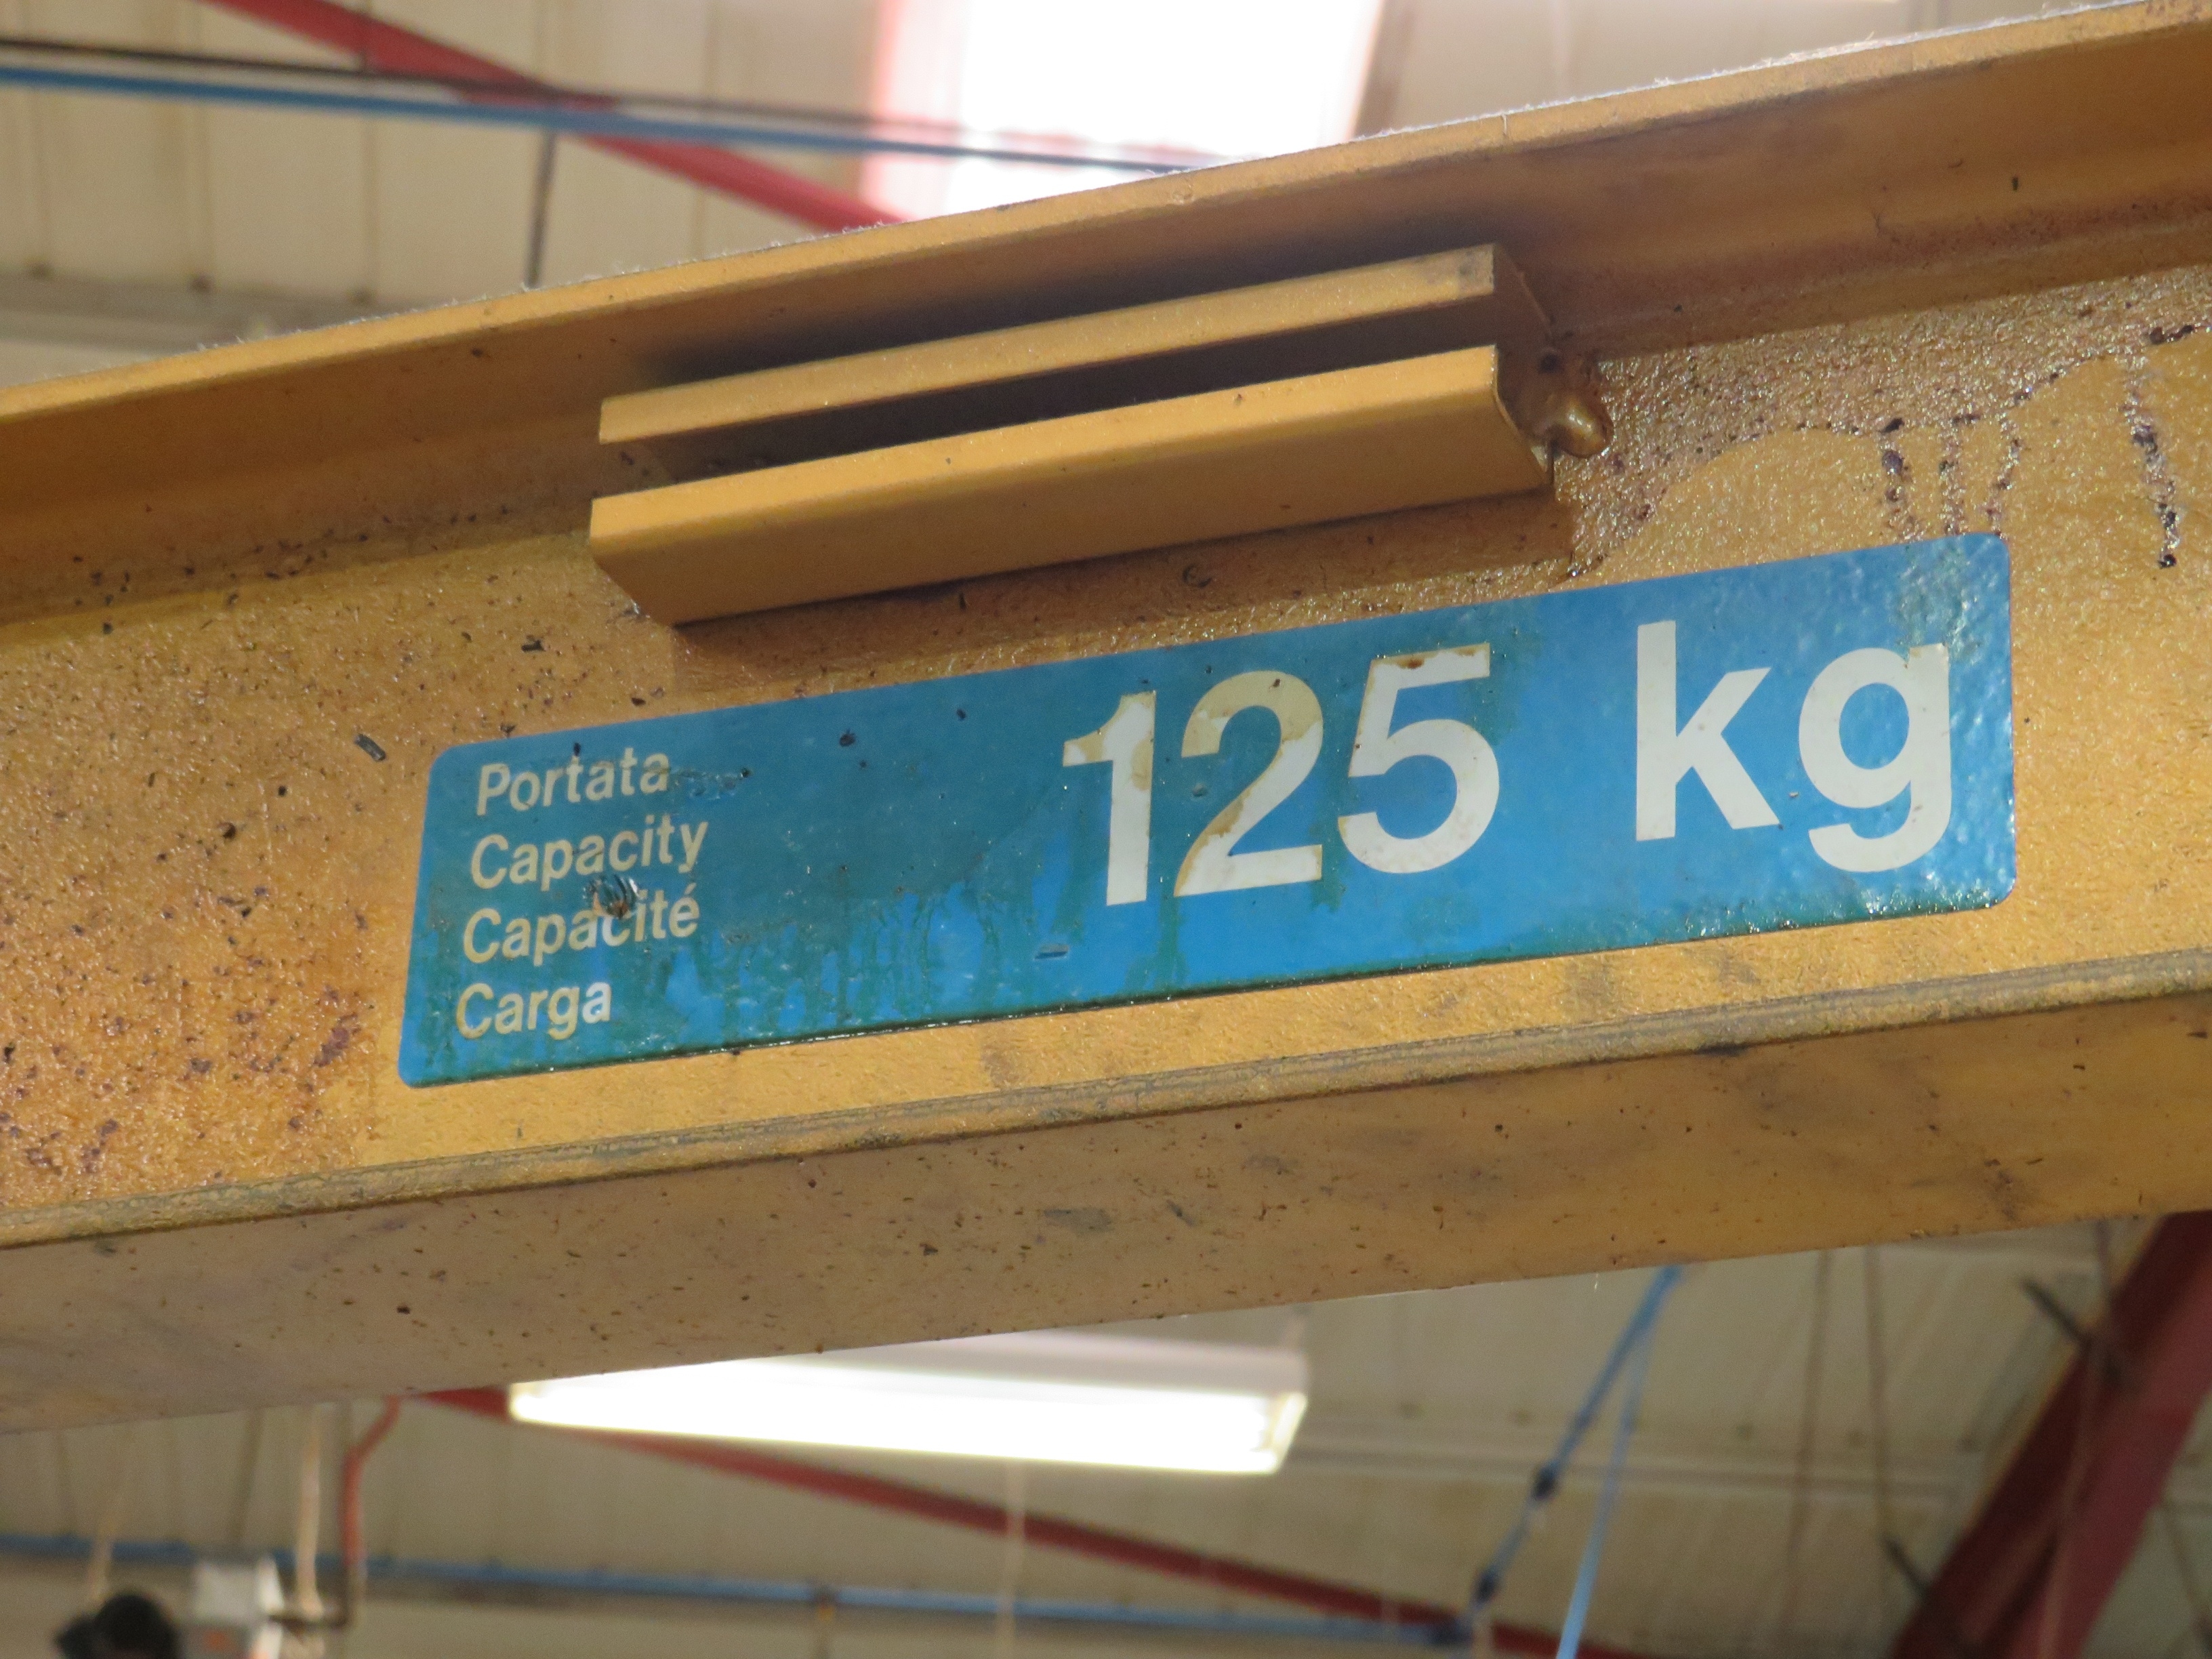 Portata
Capacity
Capacité
Carga
125 kg